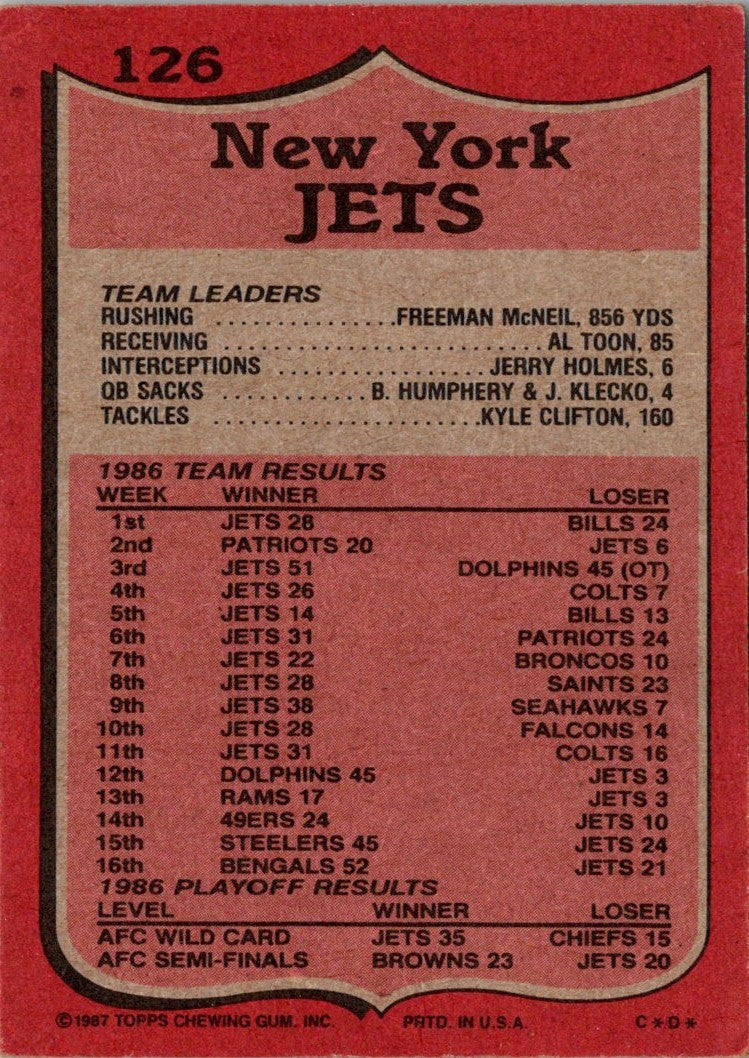 126
New York
JETS
TEAM LEADERS
RUSHING ...............FREEMAN McNEIL, 856 YDS
RECEIVING ............................AL TOON, 85
INTERCEPTIONS ..................JERRY HOLMES, 6
QB SACKS .............B. HUMPHERY & J. KLECKO, 4
TACKLES .......................KYLE CLIFTON, 160
1986 TEAM RESULTS
WEEK WINNER LOSER
1st JETS 28 BILLS 24
2nd PATRIOTS 20 JETS 6
3rd JETS 51 DOLPHINS 45 (OT)
4th JETS 26 COLTS 7
5th JETS 14 BILLS 13
6th JETS 31 PATRIOTS 24
7th JETS 22 BRONCOS 10
8th JETS 28 SAINTS 23
9th JETS 38 SEAHAWKS 7
10th JETS 28 FALCONS 14
11th JETS 31 COLTS 16
12th DOLPHINS 45 JETS 3
13th RAMS 17 JETS 3
14th 49ERS 24 JETS 10
15th STEELERS 45 JETS 24
16th BENGALS 52 JETS 21
1986 PLAYOFF RESULTS
LEVEL WINNER LOSER
AFC WILD CARD JETS 35 CHIEFS 15
AFC SEMI-FINALS BROWNS 23 JETS 20
©1987 TOPPS CHEWING GUM, INC. PRTD. IN U.S.A. C*D*